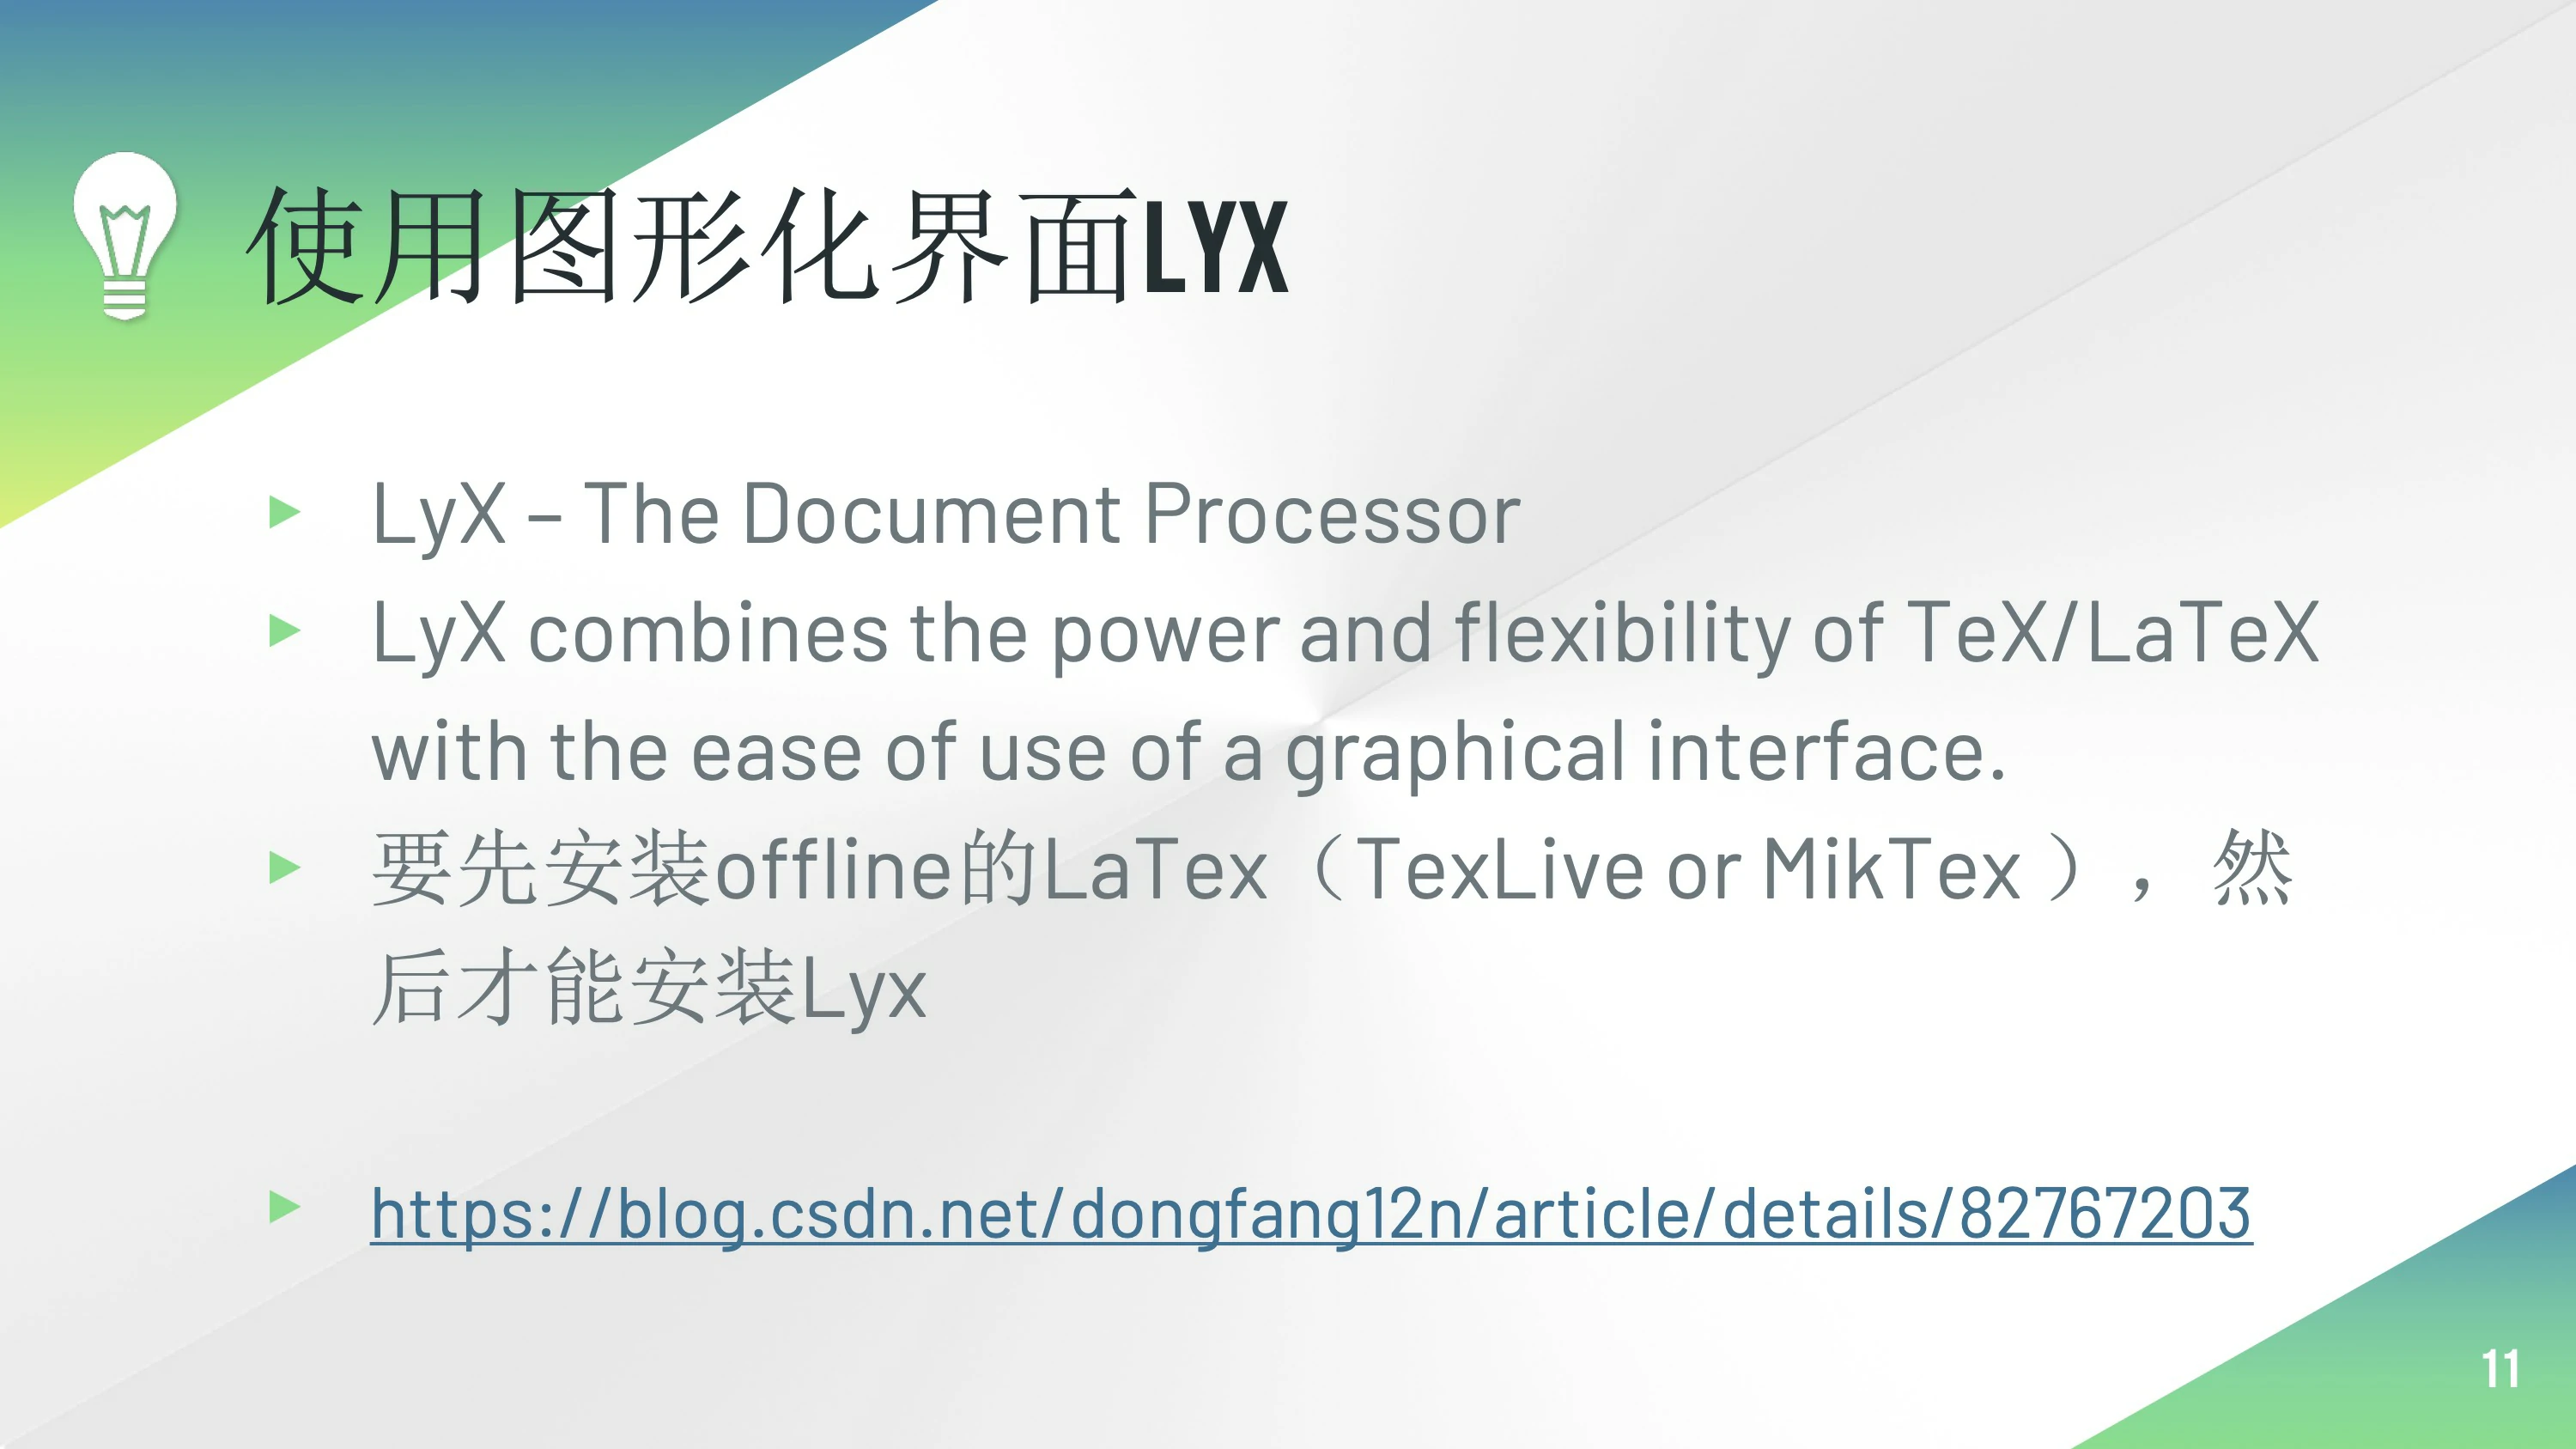 使用图形化界面LYX
LyX – The Document Processor
LyX combines the power and flexibility of TeX/LaTeX
with the ease of use of a graphical interface.
要先安装offline的LaTex（TexLive or MikTex ），然
后才能安装Lyx
https://blog.csdn.net/dongfang12n/article/details/82767203
11